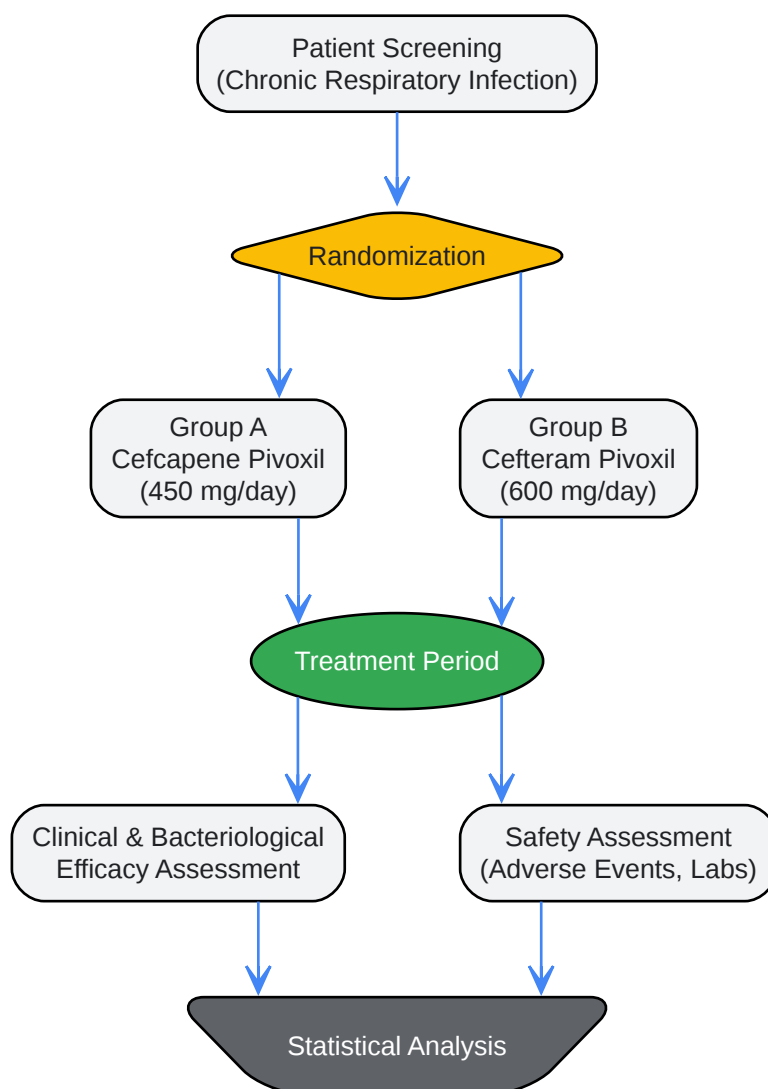 Patient Screening
(Chronic Respiratory Infection)
Randomization
Group A
Cefcapene Pivoxil
(450 mg/day)
Group B
Cefteram Pivoxil
(600 mg/day)
Treatment Period
Clinical & Bacteriological
Efficacy Assessment
Safety Assessment
(Adverse Events, Labs)
Statistical Analysis